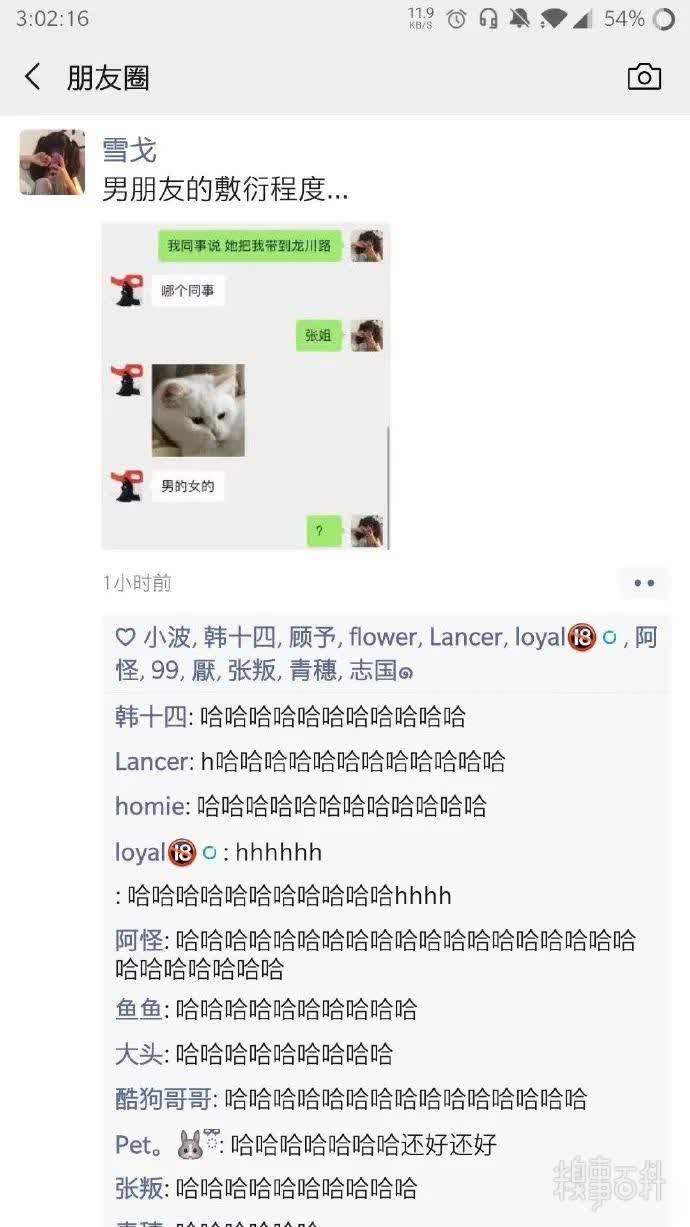 3:02:16
11.9
KB/S
54%
朋友圈
雪戈
男朋友的敷衍程度...
我同事说 她把我带到龙川路
哪个同事
张姐
男的女的
?
1小时前
小波, 韩十四, 顾予, flower, Lancer, loyal🔞, 阿
怪, 99, 厭, 张叛, 青穗, 志国๑
韩十四: 哈哈哈哈哈哈哈哈哈哈哈
Lancer: h哈哈哈哈哈哈哈哈哈哈哈哈
homie: 哈哈哈哈哈哈哈哈哈哈哈哈
loyal🔞: hhhhhh
: 哈哈哈哈哈哈哈哈哈哈哈hhhh
阿怪: 哈哈哈哈哈哈哈哈哈哈哈哈哈哈哈哈哈哈哈
哈哈哈哈哈哈哈
鱼鱼: 哈哈哈哈哈哈哈哈哈哈
大头: 哈哈哈哈哈哈哈哈哈
酷狗哥哥: 哈哈哈哈哈哈哈哈哈哈哈哈哈哈哈
Pet。🐰: 哈哈哈哈哈哈哈还好还好
张叛: 哈哈哈哈哈哈哈哈哈哈
糗事百科